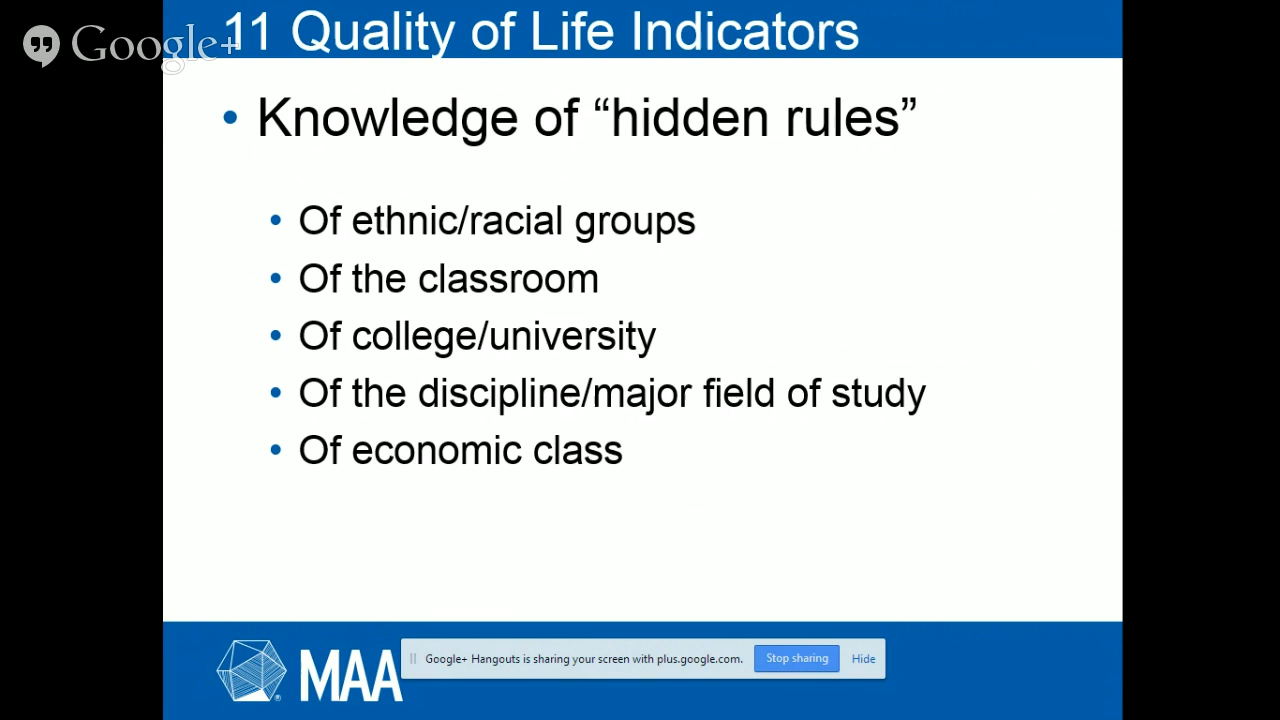 Google+
11 Quality of Life Indicators
• Knowledge of “hidden rules”
• Of ethnic/racial groups
• Of the classroom
• Of college/university
• Of the discipline/major field of study
• Of economic class
MAA
Google+ Hangouts is sharing your screen with plus.google.com.
Stop sharing
Hide